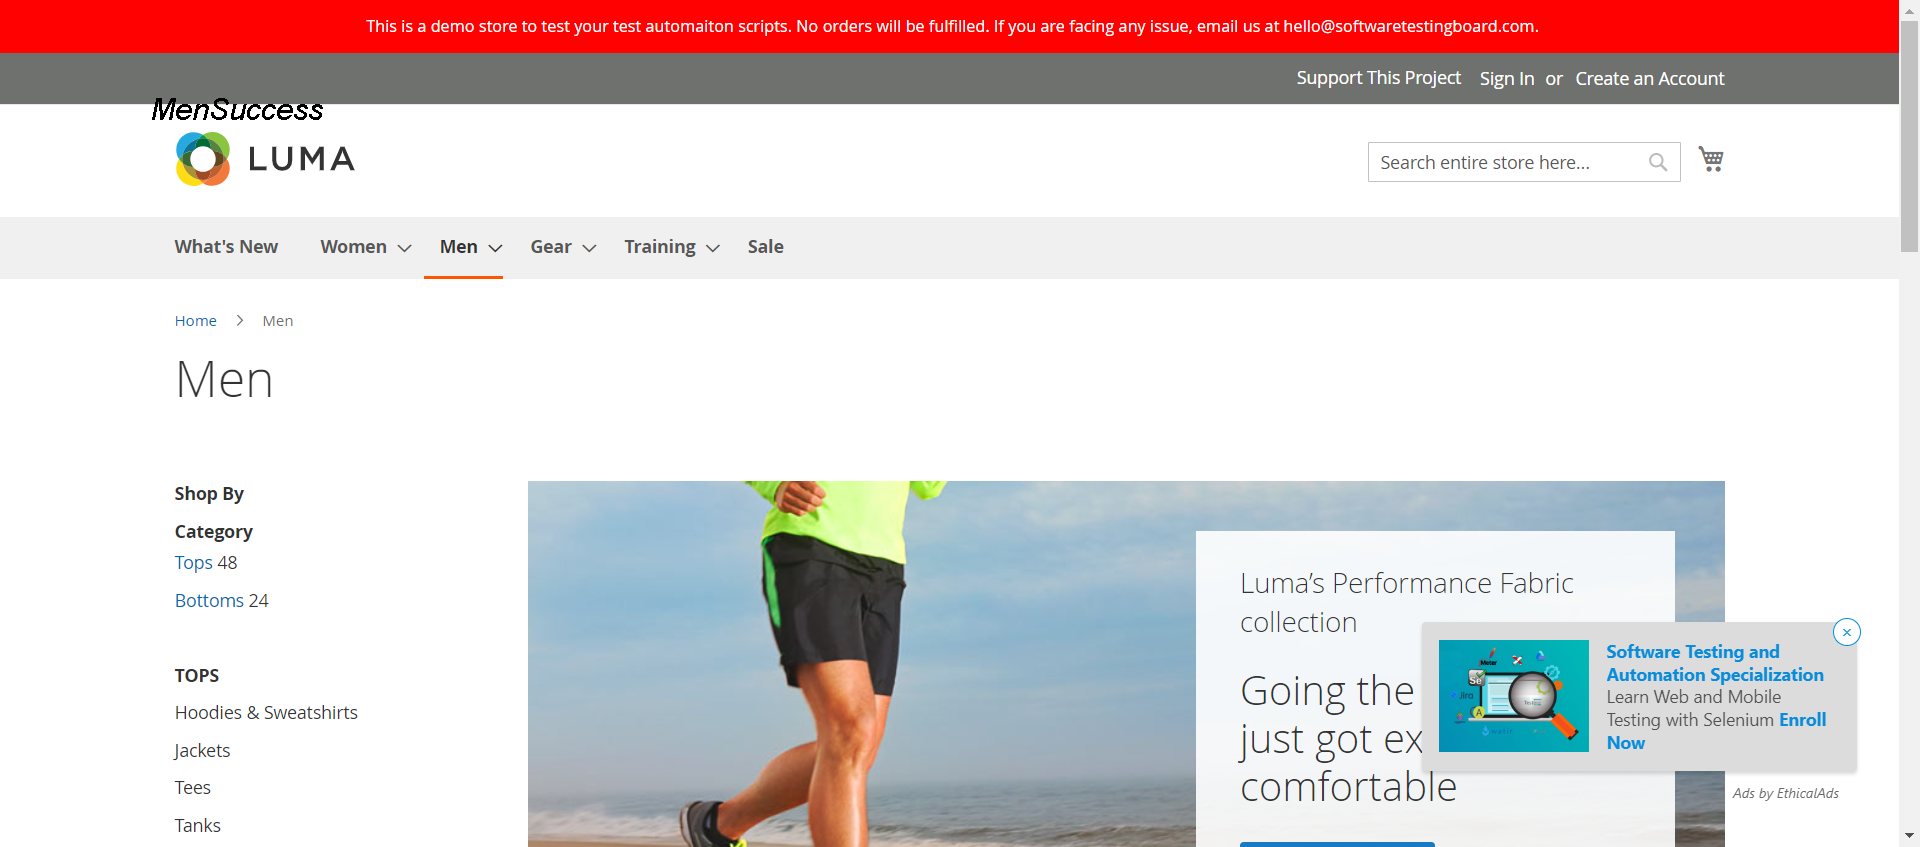 This is a demo store to test your test automaiton scripts. No orders will be fulfilled. If you are facing any issue, email us at hello@softwaretestingboard.com.
Support This Project Sign In or Create an Account
MenSuccess
LUMA
Search entire store here...
What's New Women Men Gear Training Sale
Home > Men
Men
Shop By
Category
Tops 48
Bottoms 24
TOPS
Hoodies & Sweatshirts
Jackets
Tees
Tanks
Luma’s Performance Fabric
collection
Going the
just got ex
comfortable
Meter
Se
Jira
Software Testing and
Automation Specialization
Learn Web and Mobile
Testing with Selenium Enroll
Now
Ads by EthicalAds